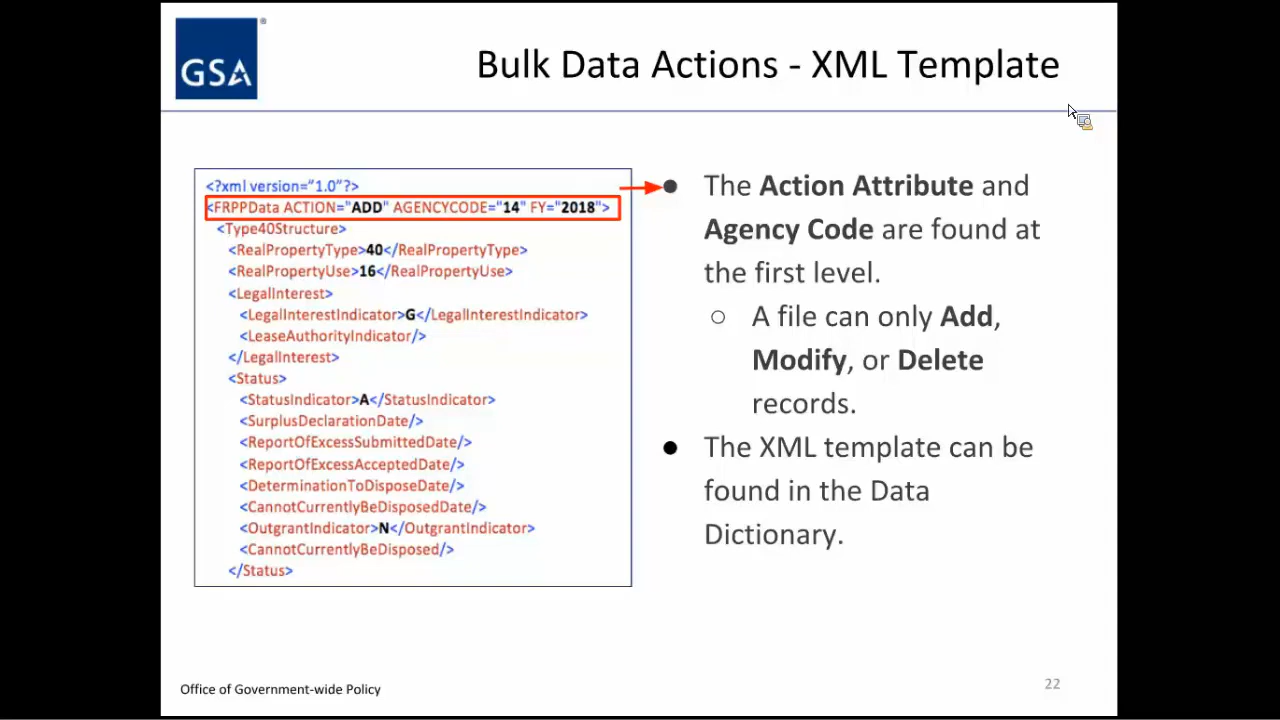 GSA
®
Bulk Data Actions - XML Template
<?xml version="1.0"?>
<FRPPData ACTION="ADD" AGENCYCODE="14" FY="2018">
<Type40Structure>
<RealPropertyType>40</RealPropertyType>
<RealPropertyUse>16</RealPropertyUse>
<LegalInterest>
<LegalInterestIndicator>G</LegalInterestIndicator>
<LeaseAuthorityIndicator/>
</LegalInterest>
<Status>
<StatusIndicator>A</StatusIndicator>
<SurplusDeclarationDate/>
<ReportOfExcessSubmittedDate/>
<ReportOfExcessAcceptedDate/>
<DeterminationToDisposeDate/>
<CannotCurrentlyBeDisposedDate/>
<OutgrantIndicator>N</OutgrantIndicator>
<CannotCurrentlyBeDisposed/>
</Status>
● The Action Attribute and
Agency Code are found at
the first level.
○ A file can only Add,
Modify, or Delete
records.
● The XML template can be
found in the Data
Dictionary.
Office of Government-wide Policy
22